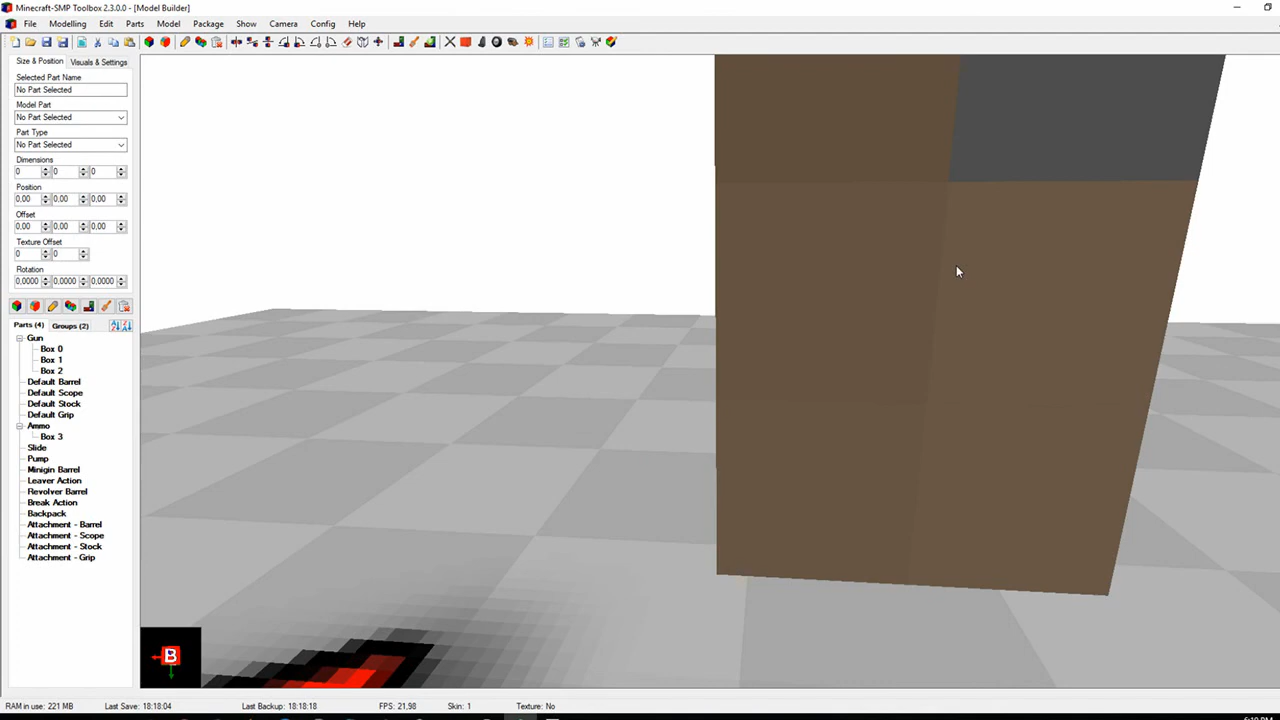 Minecraft-SMP Toolbox 2.3.0.0 - [Model Builder]
File Modelling Edit Parts Model Package Show Camera Config Help
Size & Position Visuals & Settings
Selected Part Name
No Part Selected
Model Part
No Part Selected
Part Type
No Part Selected
Dimensions
0 0 0
Position
0.00 0.00 0.00
Offset
0.00 0.00 0.00
Texture Offset
0 0
Rotation
0,0000 0,0000 0,0000
Parts (4) Groups (2)
Gun
Box 0
Box 1
Box 2
Default Barrel
Default Scope
Default Stock
Default Grip
Ammo
Box 3
Slide
Pump
Minigin Barrel
Leaver Action
Revolver Barrel
Break Action
Backpack
Attachment - Barrel
Attachment - Scope
Attachment - Stock
Attachment - Grip
B
RAM in use: 221 MB Last Save: 18:18:04 Last Backup: 18:18:18 FPS: 21,98 Skin: 1 Texture: No